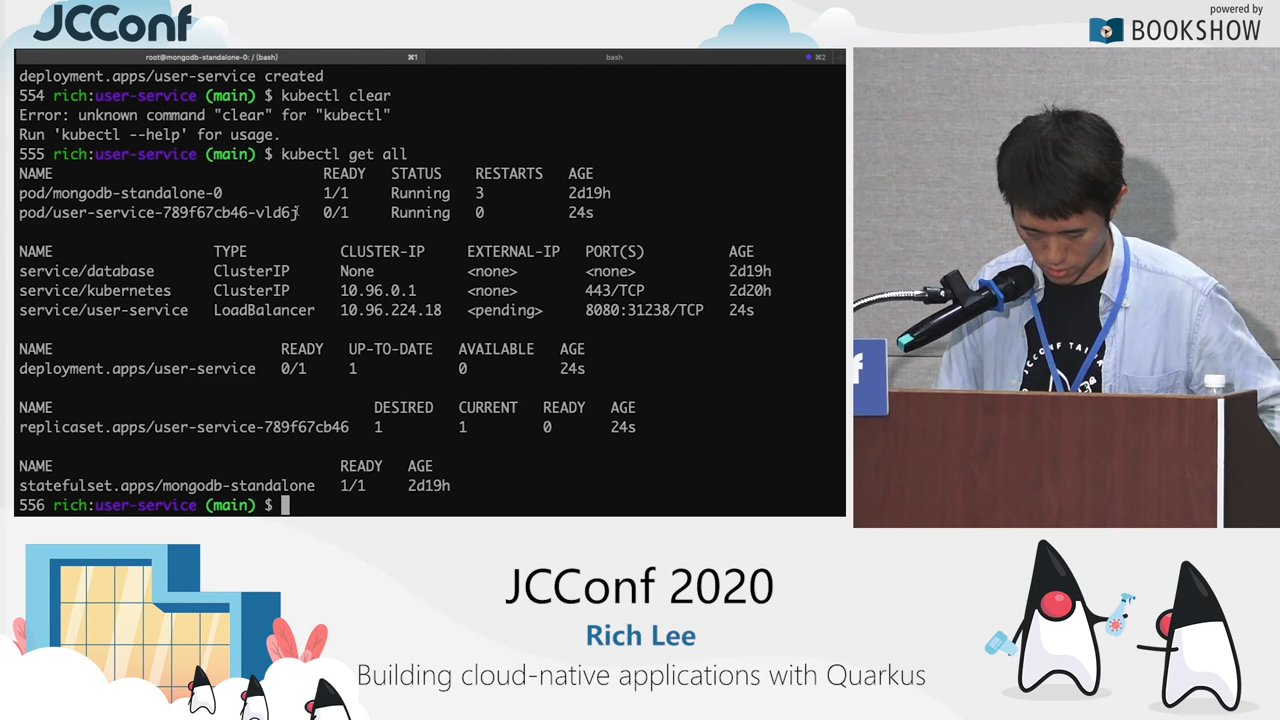 JCConf
powered by
BOOKSHOW
root@mongodb-standalone-0: / (bash) ⌘1 bash ⌘2
deployment.apps/user-service created
554 rich:user-service (main) $ kubectl clear
Error: unknown command "clear" for "kubectl"
Run 'kubectl --help' for usage.
555 rich:user-service (main) $ kubectl get all
NAME READY STATUS RESTARTS AGE
pod/mongodb-standalone-0 1/1 Running 3 2d19h
pod/user-service-789f67cb46-vld6j 0/1 Running 0 24s
NAME TYPE CLUSTER-IP EXTERNAL-IP PORT(S) AGE
service/database ClusterIP None <none> <none> 2d19h
service/kubernetes ClusterIP 10.96.0.1 <none> 443/TCP 2d20h
service/user-service LoadBalancer 10.96.224.18 <pending> 8080:31238/TCP 24s
NAME READY UP-TO-DATE AVAILABLE AGE
deployment.apps/user-service 0/1 1 0 24s
NAME DESIRED CURRENT READY AGE
replicaset.apps/user-service-789f67cb46 1 1 0 24s
NAME READY AGE
statefulset.apps/mongodb-standalone 1/1 2d19h
556 rich:user-service (main) $
f
JCCONF
JCConf 2020
Rich Lee
Building cloud-native applications with Quarkus